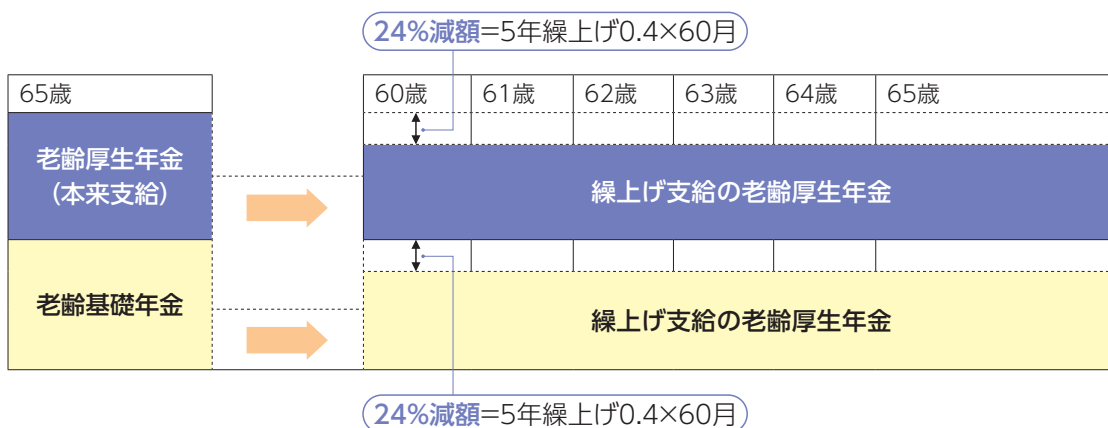 24%減額=5年繰上げ0.4×60月
65歳
60歳 61歳 62歳 63歳 64歳 65歳
老齢厚生年金
(本来支給)
繰上げ支給の老齢厚生年金
老齢基礎年金
繰上げ支給の老齢厚生年金
24%減額=5年繰上げ0.4×60月